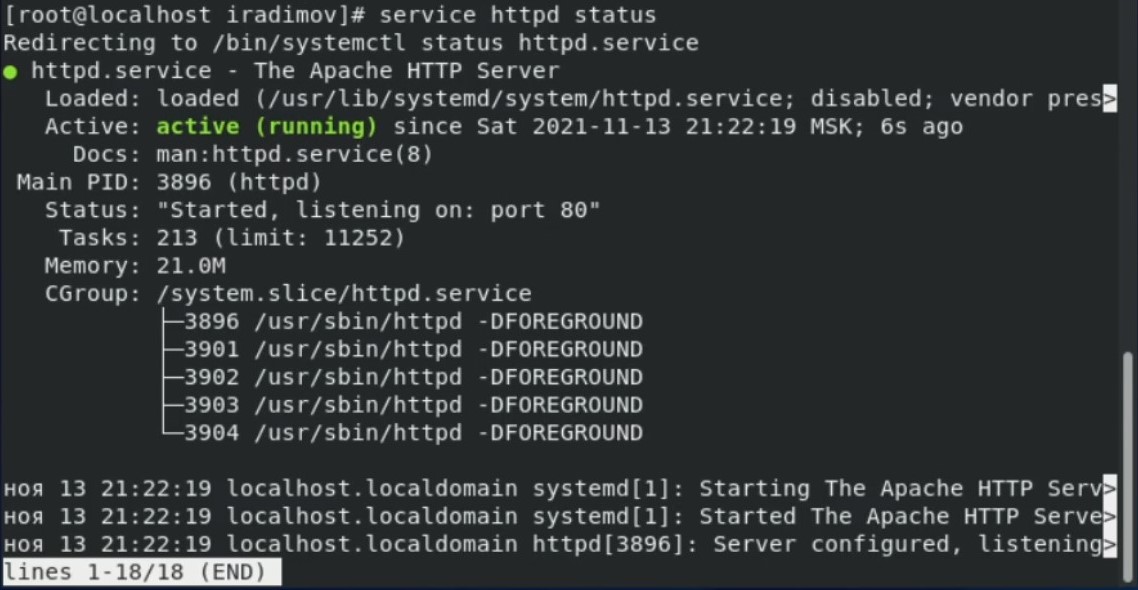 [root@localhost iradimov]# service httpd status
Redirecting to /bin/systemctl status httpd.service
● httpd.service - The Apache HTTP Server
   Loaded: loaded (/usr/lib/systemd/system/httpd.service; disabled; vendor pres>
   Active: active (running) since Sat 2021-11-13 21:22:19 MSK; 6s ago
     Docs: man:httpd.service(8)
 Main PID: 3896 (httpd)
   Status: "Started, listening on: port 80"
    Tasks: 213 (limit: 11252)
   Memory: 21.0M
   CGroup: /system.slice/httpd.service
           ├─3896 /usr/sbin/httpd -DFOREGROUND
           ├─3901 /usr/sbin/httpd -DFOREGROUND
           ├─3902 /usr/sbin/httpd -DFOREGROUND
           ├─3903 /usr/sbin/httpd -DFOREGROUND
           └─3904 /usr/sbin/httpd -DFOREGROUND
ноя 13 21:22:19 localhost.localdomain systemd[1]: Starting The Apache HTTP Serv>
ноя 13 21:22:19 localhost.localdomain systemd[1]: Started The Apache HTTP Serve>
ноя 13 21:22:19 localhost.localdomain httpd[3896]: Server configured, listening>
lines 1-18/18 (END)